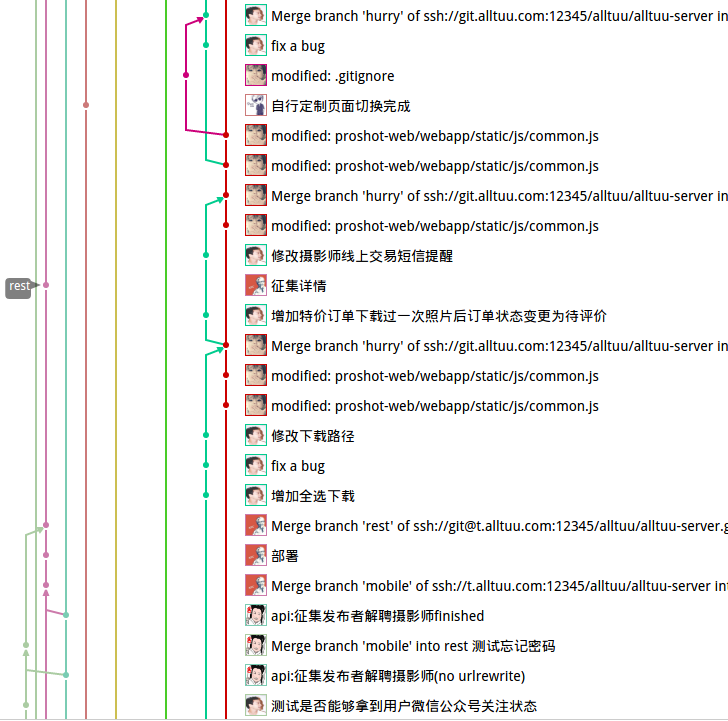 Merge branch 'hurry' of ssh://git.alltuu.com:12345/alltuu/alltuu-server in
fix a bug
modified: .gitignore
自行定制页面切换完成
modified: proshot-web/webapp/static/js/common.js
modified: proshot-web/webapp/static/js/common.js
Merge branch 'hurry' of ssh://git.alltuu.com:12345/alltuu/alltuu-server in
modified: proshot-web/webapp/static/js/common.js
修改摄影师线上交易短信提醒
rest
征集详情
增加特价订单下载过一次照片后订单状态变更为待评价
Merge branch 'hurry' of ssh://git.alltuu.com:12345/alltuu/alltuu-server in
modified: proshot-web/webapp/static/js/common.js
modified: proshot-web/webapp/static/js/common.js
修改下载路径
fix a bug
增加全选下载
Merge branch 'rest' of ssh://git@t.alltuu.com:12345/alltuu/alltuu-server.g
部署
Merge branch 'mobile' of ssh://t.alltuu.com:12345/alltuu/alltuu-server int
api:征集发布者解聘摄影师finished
Merge branch 'mobile' into rest 测试忘记密码
api:征集发布者解聘摄影师(no urlrewrite)
测试是否能够拿到用户微信公众号关注状态